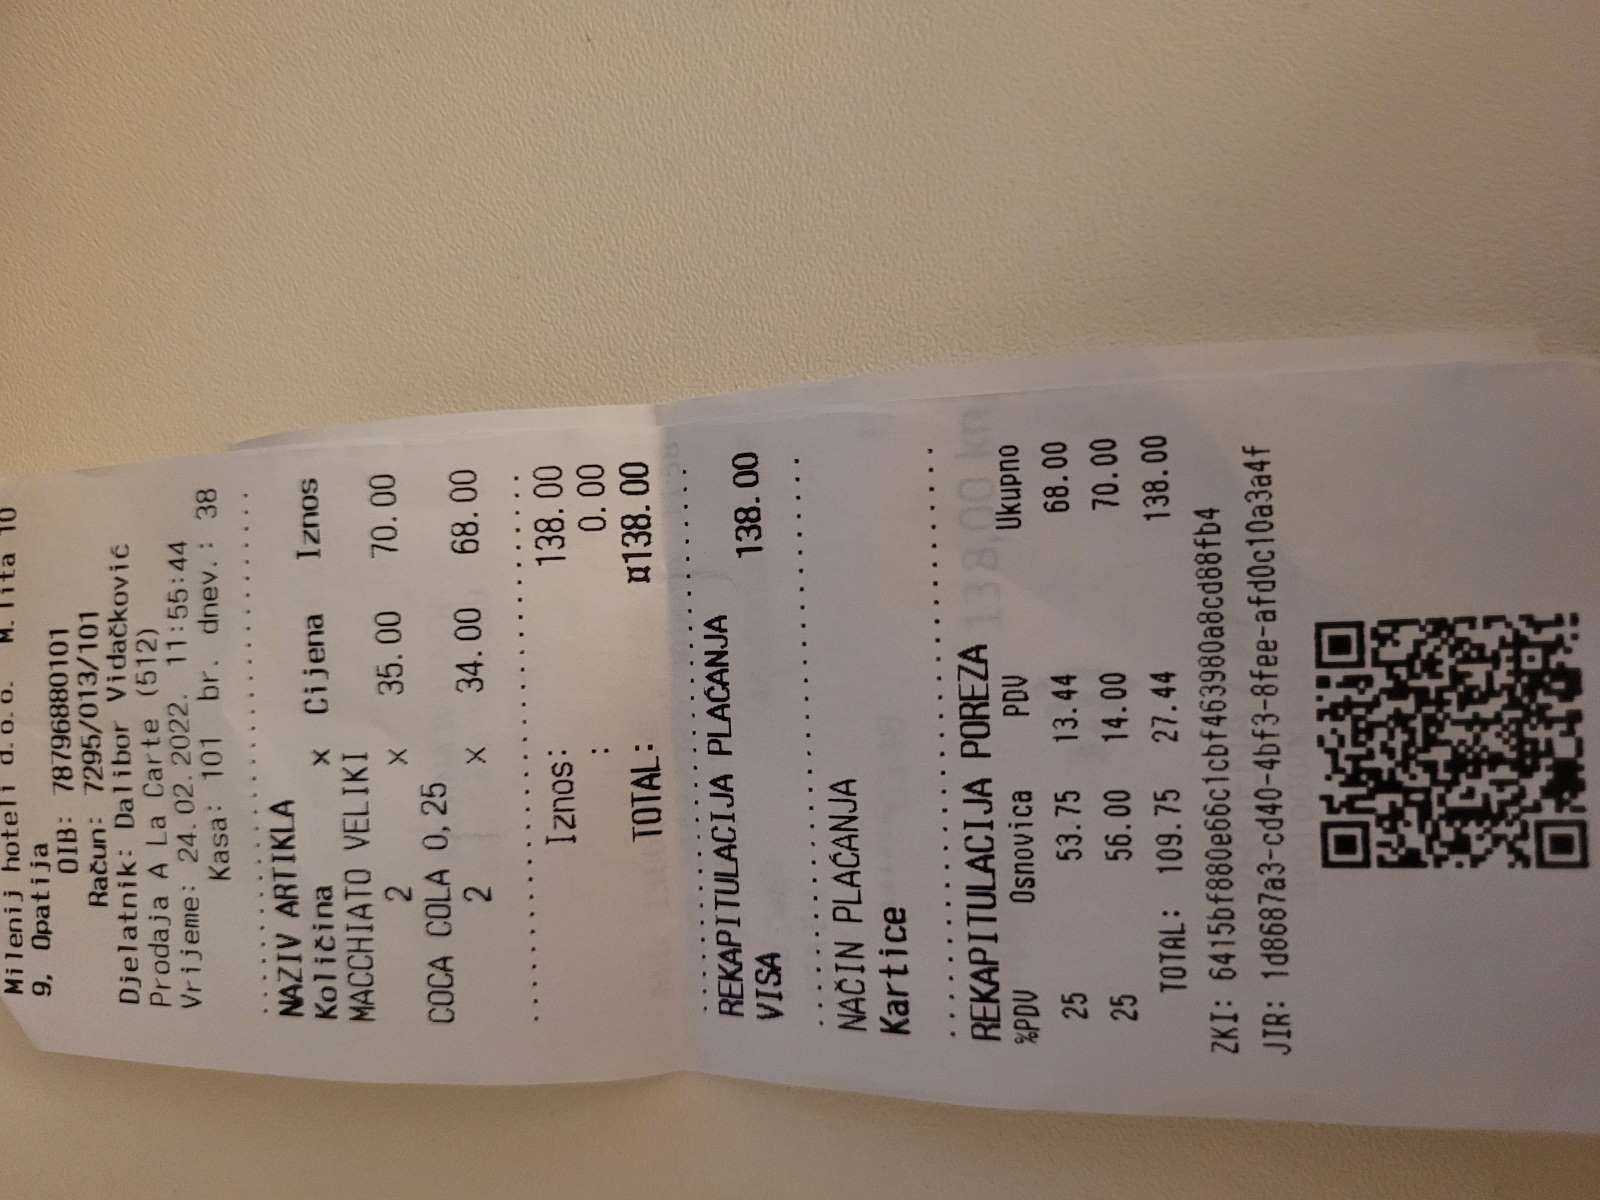 Milenij hoteli d.o.o. M.lita 10
9, Opatija
OIB: 78796880101
Račun: 7295/013/101
Djelatnik: Dalibor Vidačković
Prodaja A La Carte (512)
Vrijeme: 24.02.2022. 11:55:44
Kasa: 101 br. dnev.: 38
NAZIV ARTIKLA
Količina x Cijena Iznos
MACCHIATO VELIKI
2 x 35.00 70.00
COCA COLA 0,25
2 x 34.00 68.00
Iznos: 138.00
: 0.00
TOTAL: ¤138.00
REKAPITULACIJA PLAĆANJA
VISA 138.00
NAČIN PLAĆANJA
Kartice
REKAPITULACIJA POREZA
%PDV Osnovica PDV Ukupno
25 53.75 13.44 68.00
25 56.00 14.00 70.00
TOTAL: 109.75 27.44 138.00
ZKI: 6415bf880e66c1cbf463980a8cd88fb4
JIR: 1d8687a3-cd40-4bf3-8fee-afd0c10a3a4f